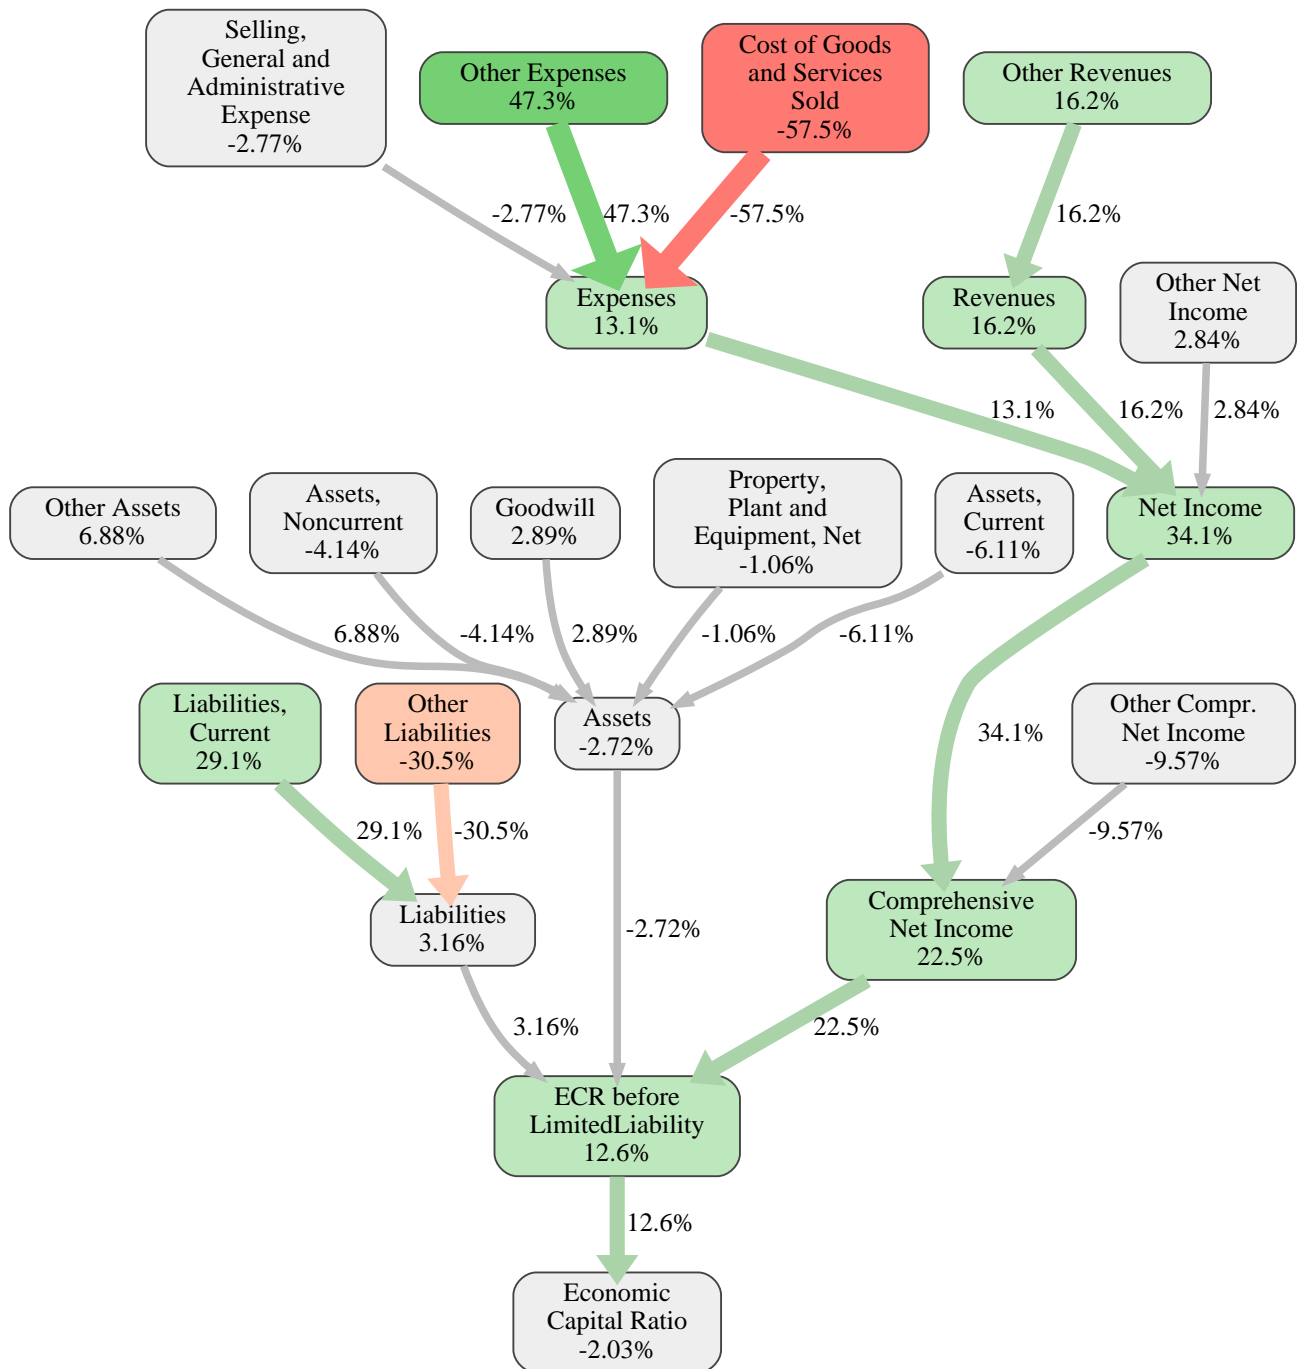 Selling,
General and
Administrative
Expense
-2.77%
Other Expenses
47.3%
Cost of Goods
and Services
Sold
-57.5%
Other Revenues
16.2%
-2.77%
47.3%
-57.5%
16.2%
Expenses
13.1%
Revenues
16.2%
Other Net
Income
2.84%
13.1%
16.2%
2.84%
Other Assets
6.88%
Assets,
Noncurrent
-4.14%
Goodwill
2.89%
Property,
Plant and
Equipment, Net
-1.06%
Assets,
Current
-6.11%
Net Income
34.1%
6.88%
-4.14%
2.89%
-1.06%
-6.11%
Liabilities,
Current
29.1%
Other
Liabilities
-30.5%
Assets
-2.72%
34.1%
Other Compr.
Net Income
-9.57%
29.1%
-30.5%
-9.57%
Liabilities
3.16%
-2.72%
Comprehensive
Net Income
22.5%
3.16%
22.5%
ECR before
LimitedLiability
12.6%
12.6%
Economic
Capital Ratio
-2.03%